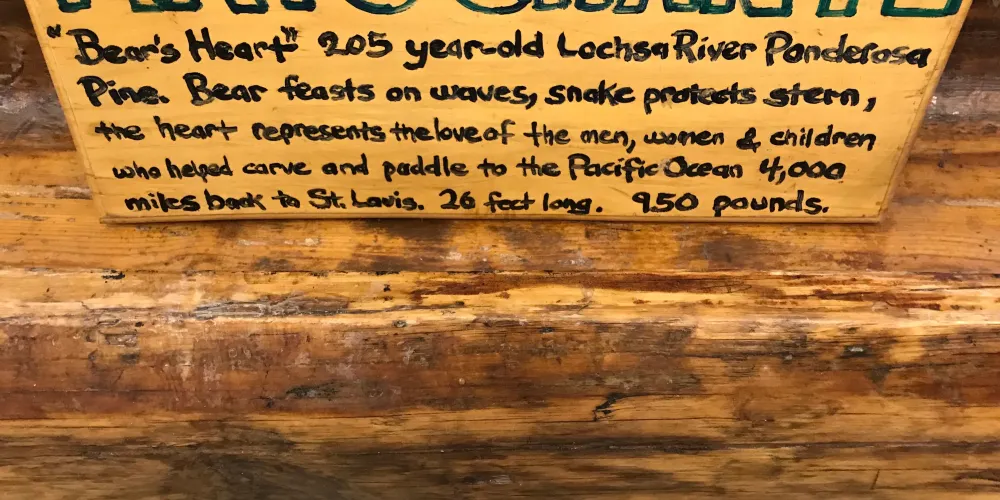 "Bear's Heart" 205 year-old Lochsa River Ponderosa
Pine. Bear feasts on waves, snake protects stern,
the heart represents the love of the men, women & children
who helped carve and paddle to the Pacific Ocean 4,000
miles back to St. Lavis. 26 feet long. 950 pounds.